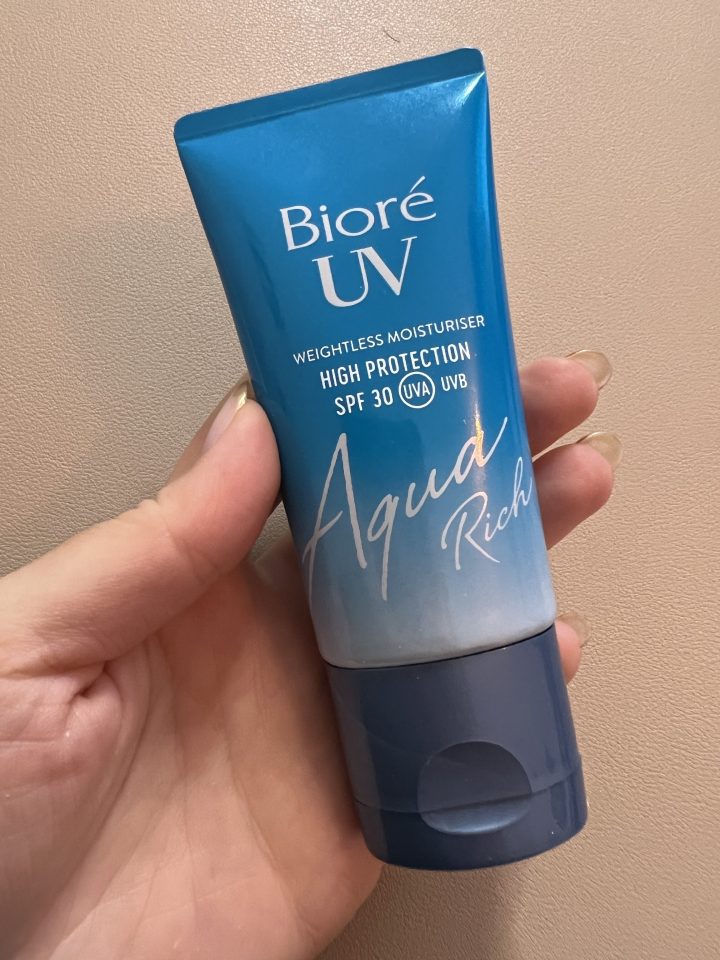 Bioré
UV
WEIGHTLESS MOISTURISER
HIGH PROTECTION
SPF 30 UVA UVB
Aqua
Rich